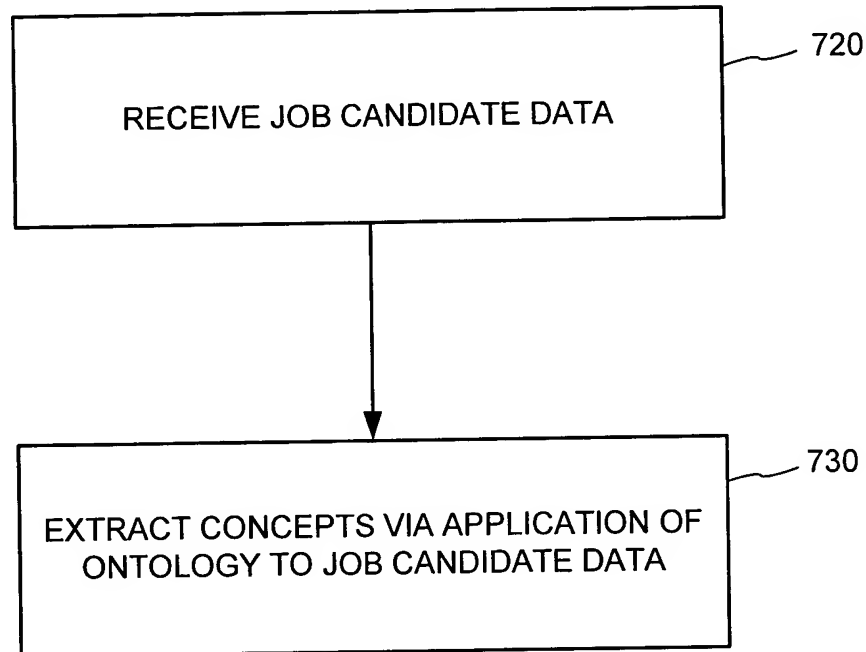 720
RECEIVE JOB CANDIDATE DATA
730
EXTRACT CONCEPTS VIA APPLICATION OF
ONTOLOGY TO JOB CANDIDATE DATA